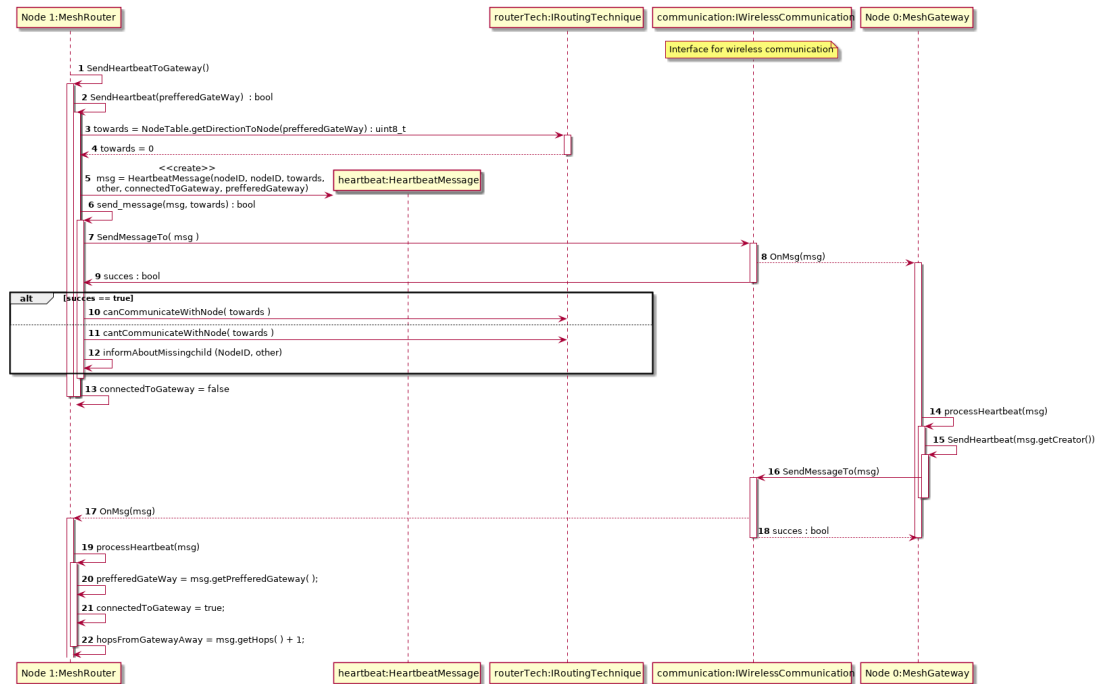 Node 1:MeshRouter
routerTech:IRoutingTechnique
communication:IWirelessCommunication
Node 0:MeshGateway
Interface for wireless communication
1 SendHeartbeatToGateway()
2 SendHeartbeat(prefferedGateWay) : bool
3 towards = NodeTable.getDirectionToNode(prefferedGateWay) : uint8_t
4 towards = 0
<<create>>
5 msg = HeartbeatMessage(nodeID, nodeID, towards,
other, connectedToGateway, prefferedGateway)
heartbeat:HeartbeatMessage
6 send_message(msg, towards) : bool
7 SendMessageTo( msg )
8 OnMsg(msg)
9 succes : bool
alt [succes == true]
10 canCommunicateWithNode( towards )
11 cantCommunicateWithNode( towards )
12 informAboutMissingchild (NodeID, other)
13 connectedToGateway = false
14 processHeartbeat(msg)
15 SendHeartbeat(msg.getCreator())
16 SendMessageTo(msg)
17 OnMsg(msg)
18 succes : bool
19 processHeartbeat(msg)
20 prefferedGateWay = msg.getPrefferedGateway( );
21 connectedToGateway = true;
22 hopsFromGatewayAway = msg.getHops( ) + 1;
Node 1:MeshRouter
heartbeat:HeartbeatMessage
routerTech:IRoutingTechnique
communication:IWirelessCommunication
Node 0:MeshGateway